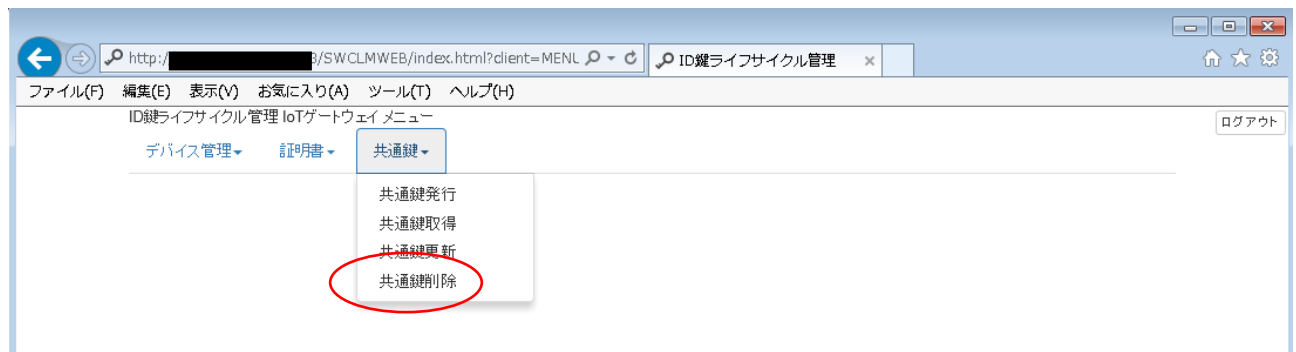 http:/ 3/SWCLMWEB/index.html?client=MENU
ID鍵ライフサイクル管理
ファイル(F) 編集(E) 表示(V) お気に入り(A) ツール(T) ヘルプ(H)
ID鍵ライフサイクル管理 IoTゲートウェイ メニュー
ログアウト
デバイス管理 証明書 共通鍵
共通鍵発行
共通鍵取得
共通鍵更新
共通鍵削除